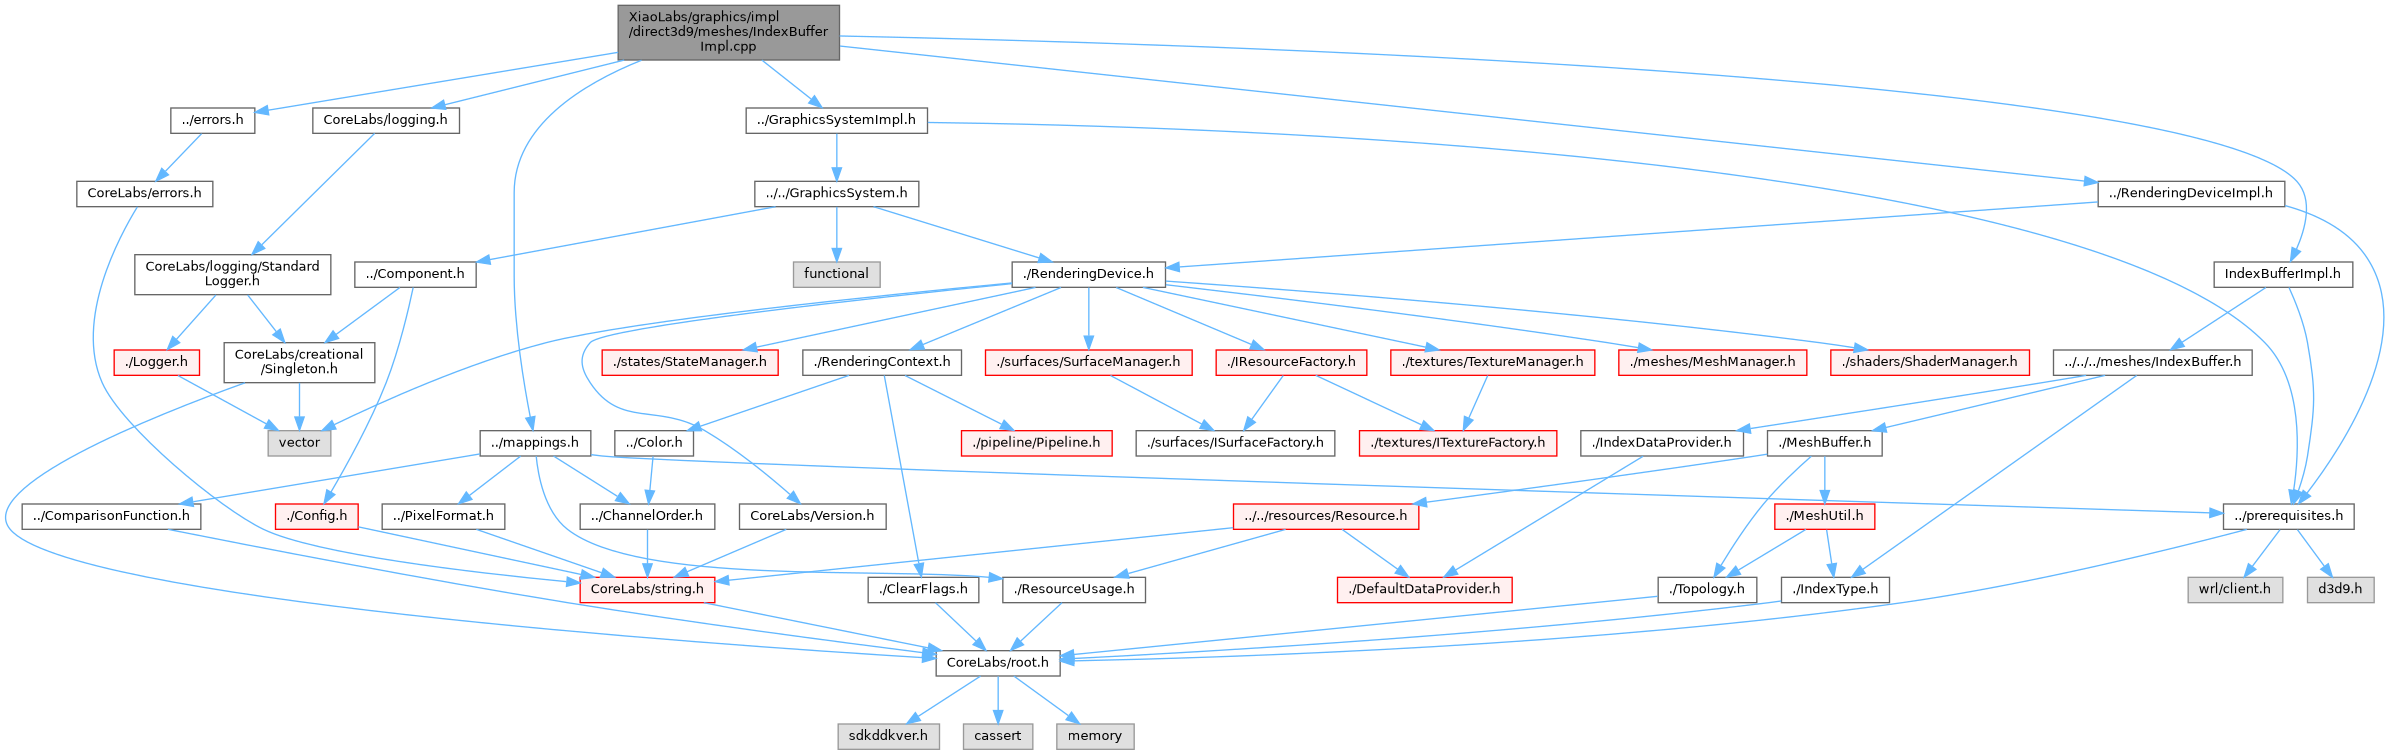 XiaoLabs/graphics/impl
/direct3d9/meshes/IndexBuffer
Impl.cpp
../errors.h
CoreLabs/logging.h
../GraphicsSystemImpl.h
CoreLabs/errors.h
../../GraphicsSystem.h
../RenderingDeviceImpl.h
CoreLabs/logging/Standard
Logger.h
../Component.h
functional
./RenderingDevice.h
IndexBufferImpl.h
./Logger.h
CoreLabs/creational
/Singleton.h
./states/StateManager.h
./RenderingContext.h
./surfaces/SurfaceManager.h
./IResourceFactory.h
./textures/TextureManager.h
./meshes/MeshManager.h
./shaders/ShaderManager.h
../../../meshes/IndexBuffer.h
vector
../mappings.h
../Color.h
./pipeline/Pipeline.h
./surfaces/ISurfaceFactory.h
./textures/ITextureFactory.h
./IndexDataProvider.h
./MeshBuffer.h
../ComparisonFunction.h
./Config.h
../PixelFormat.h
../ChannelOrder.h
CoreLabs/Version.h
../../resources/Resource.h
./MeshUtil.h
../prerequisites.h
CoreLabs/string.h
./ClearFlags.h
./ResourceUsage.h
./DefaultDataProvider.h
./Topology.h
./IndexType.h
wrl/client.h
d3d9.h
CoreLabs/root.h
sdkddkver.h
cassert
memory